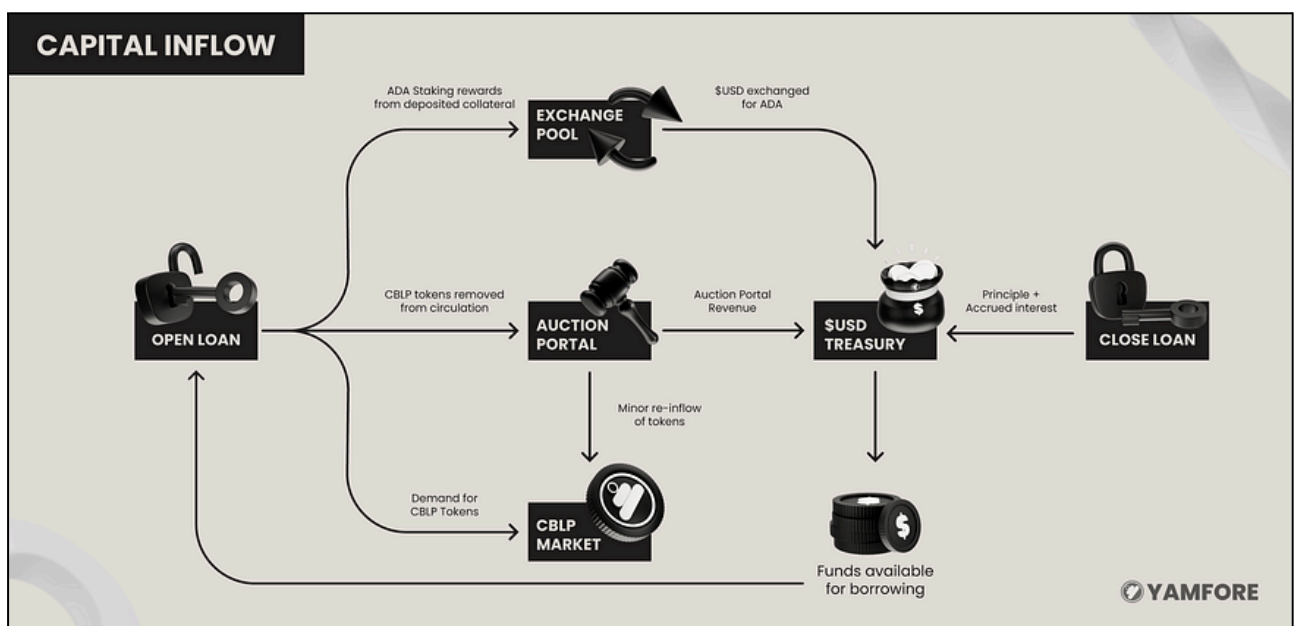 CAPITAL INFLOW
ADA Staking rewards
from deposited collateral
EXCHANGE
POOL
$USD exchanged
for ADA
OPEN LOAN
CBLP tokens removed
from circulation
AUCTION
PORTAL
Auction Portal
Revenue
$
$USD
TREASURY
Principle +
Accrued interest
CLOSE LOAN
Minor re-inflow
of tokens
Demand for
CBLP Tokens
CBLP
MARKET
$
Funds available
for borrowing
YAMFORE